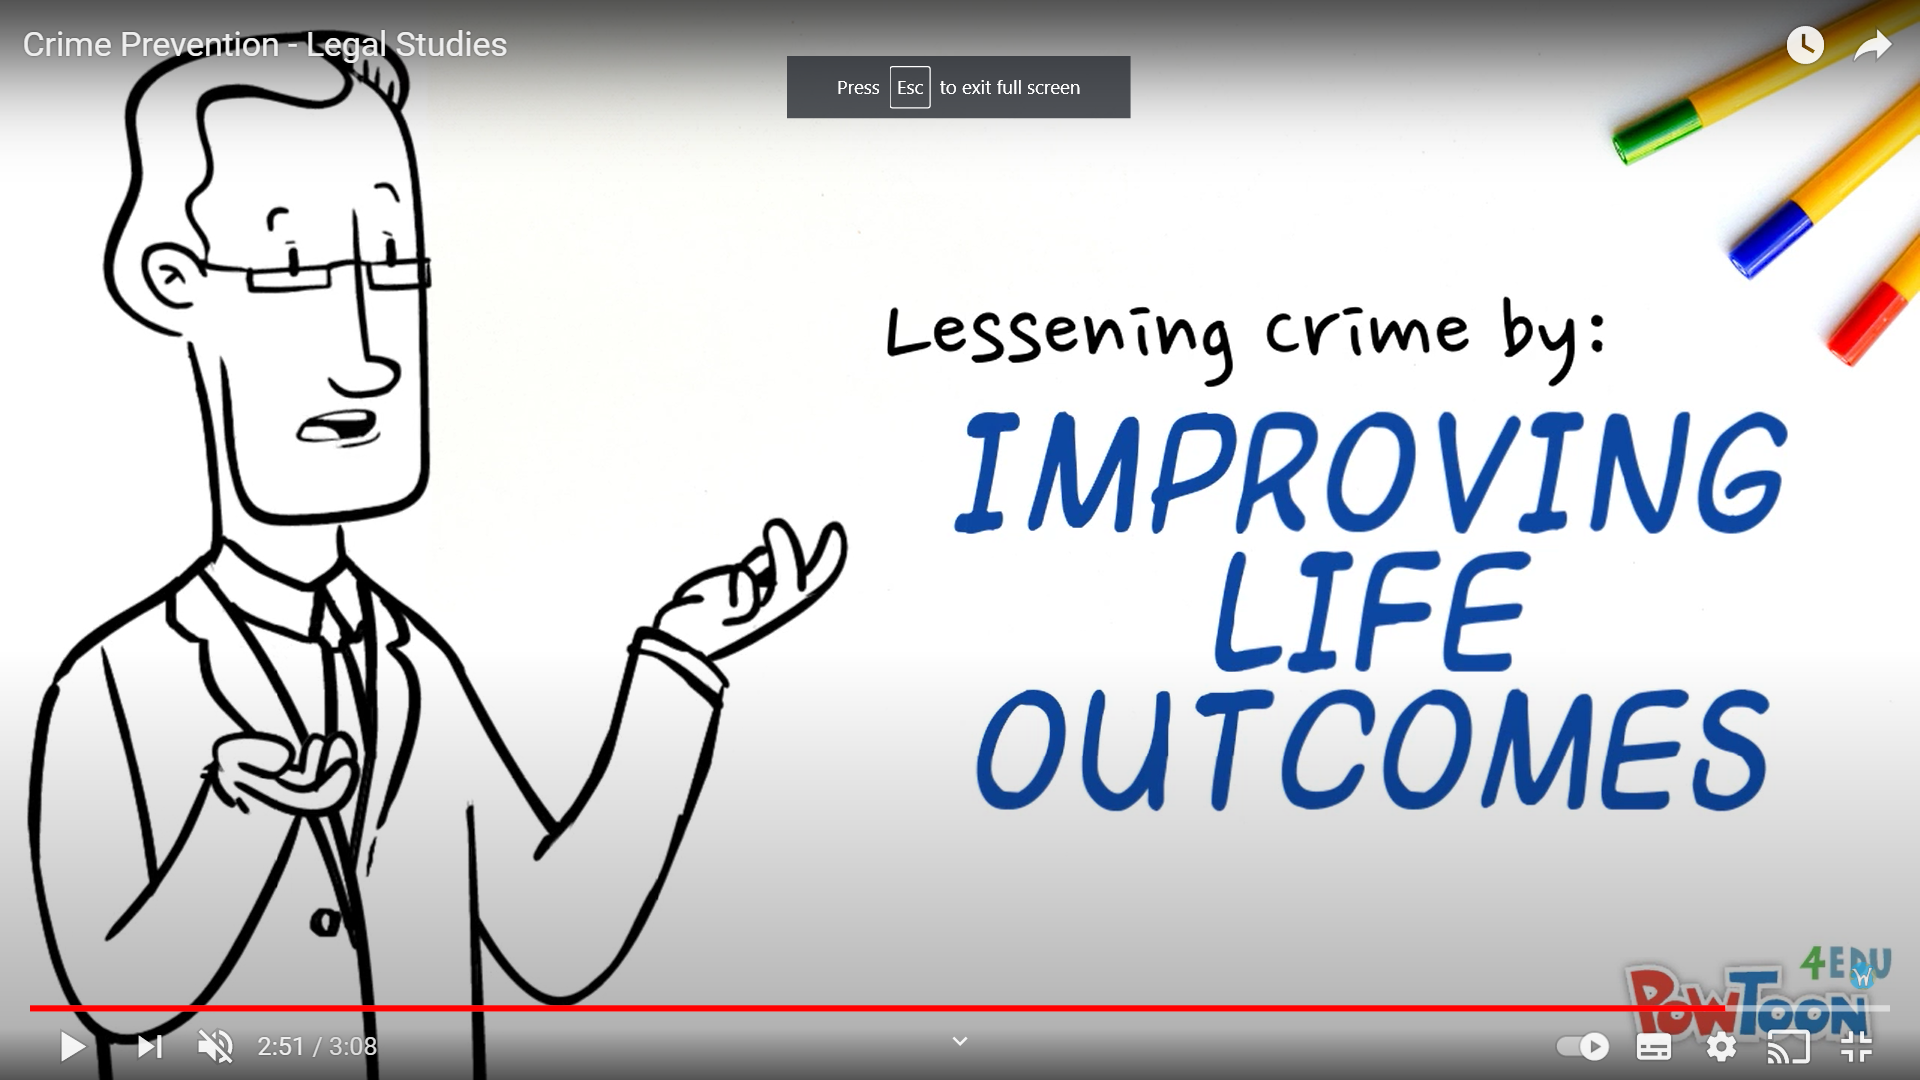 Crime Prevention - Legal Studies
Press Esc to exit full screen
Lessening crime by:
IMPROVING
LIFE
OUTCOMES
4EDU
POWTOON
2:51 / 3:08